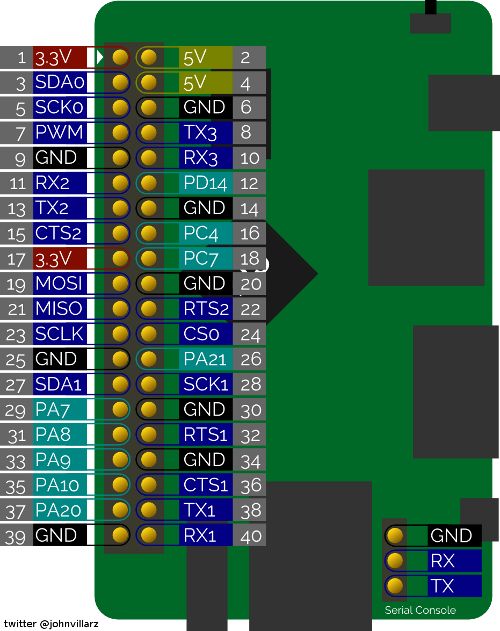 1 3.3V 5V 2
3 SDA0 5V 4
5 SCK0 GND 6
7 PWM TX3 8
9 GND RX3 10
11 RX2 PD14 12
13 TX2 GND 14
15 CTS2 PC4 16
17 3.3V PC7 18
19 MOSI GND 20
21 MISO RTS2 22
23 SCLK CS0 24
25 GND PA21 26
27 SDA1 SCK1 28
29 PA7 GND 30
31 PA8 RTS1 32
33 PA9 GND 34
35 PA10 CTS1 36
37 PA20 TX1 38
39 GND RX1 40
GND
RX
TX
Serial Console
twitter @johnvillarz